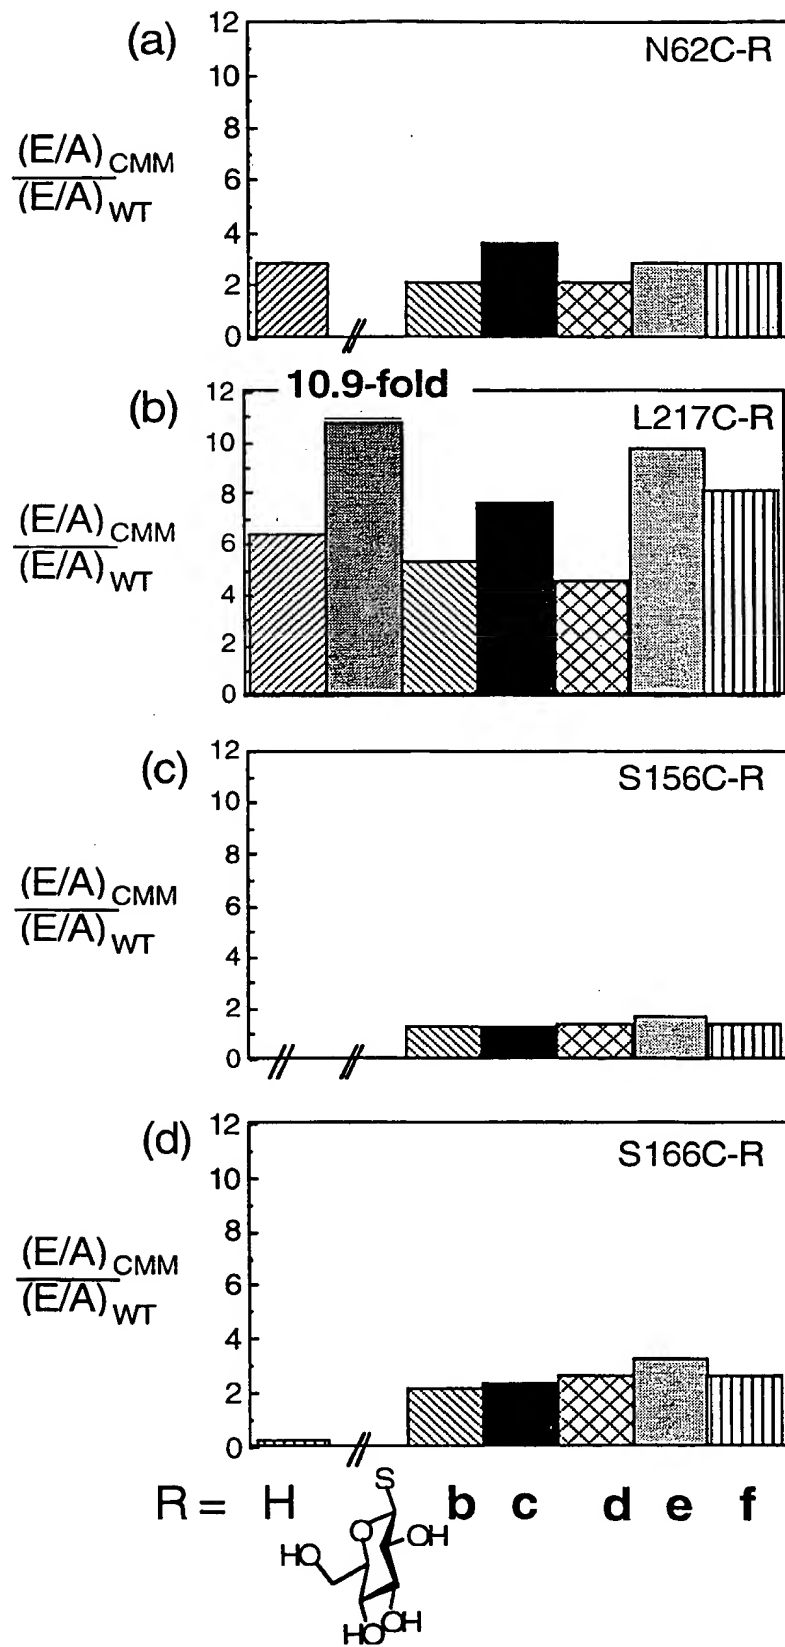 (a)
N62C-R
(E/A)CMM
(E/A)WT
12
10
8
6
4
2
0
10.9-fold
(b)
L217C-R
(E/A)CMM
(E/A)WT
12
10
8
6
4
2
0
(c)
S156C-R
(E/A)CMM
(E/A)WT
12
10
8
6
4
2
0
(d)
S166C-R
(E/A)CMM
(E/A)WT
12
10
8
6
4
2
0
R = H b c d e f
S
O
OH
HO
HO
OH